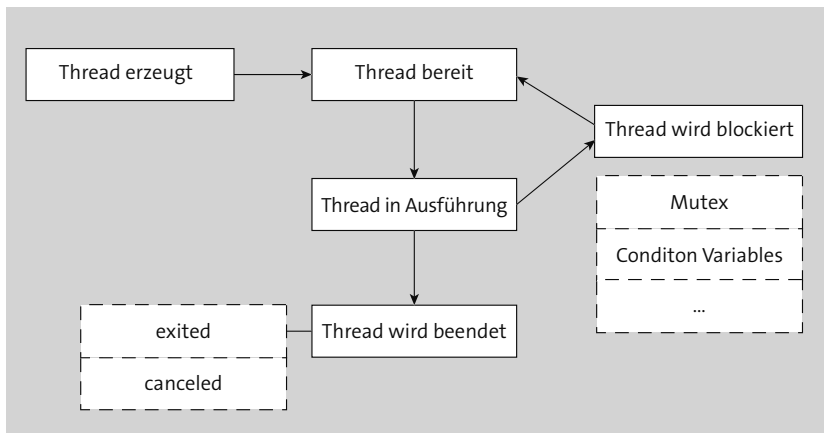 Thread erzeugt
Thread bereit
Thread wird blockiert
Thread in Ausführung
Mutex
Conditon Variables
...
Thread wird beendet
exited
canceled